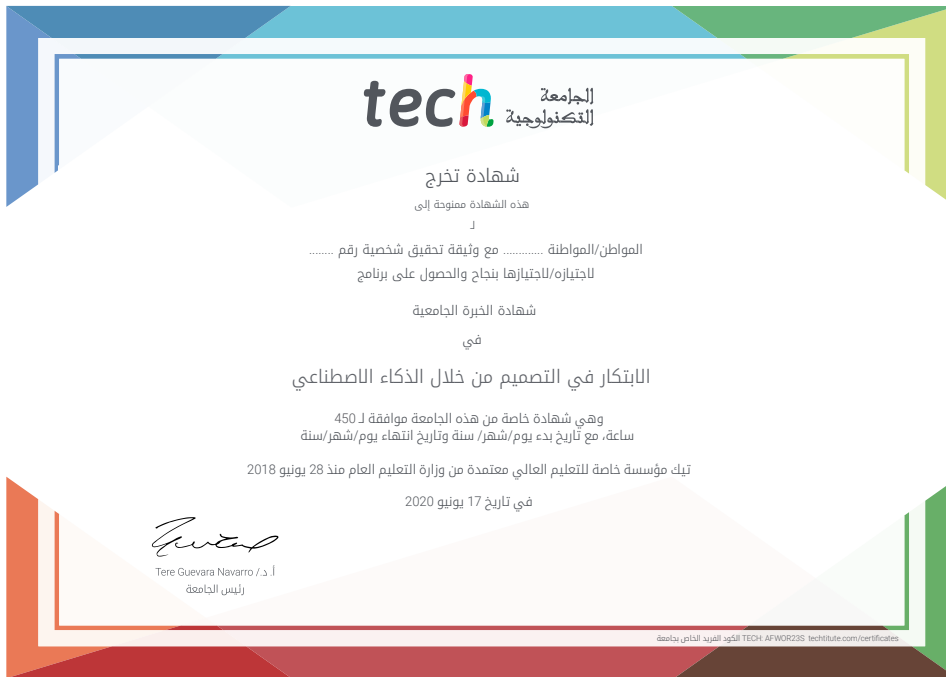 tech الجامعة
التكنولوجية
شهادة تخرج
هذه الشهادة ممنوحة إلى
لـ
المواطن/المواطنة ............. مع وثيقة تحقيق شخصية رقم ........
لاجتيازه/لاجتيازها بنجاح والحصول على برنامج
شهادة الخبرة الجامعية
في
الابتكار في التصميم من خلال الذكاء الاصطناعي
وهي شهادة خاصة من هذه الجامعة موافقة لـ 450
ساعة، مع تاريخ بدء يوم/شهر/ سنة وتاريخ انتهاء يوم/شهر/سنة
تيك مؤسسة خاصة للتعليم العالي معتمدة من وزارة التعليم العام منذ 28 يونيو 2018
في تاريخ 17 يونيو 2020
أ. د./ Tere Guevara Navarro
رئيس الجامعة
الكود الفريد الخاص بجامعة TECH: AFWOR23S techtitute.com/certificates